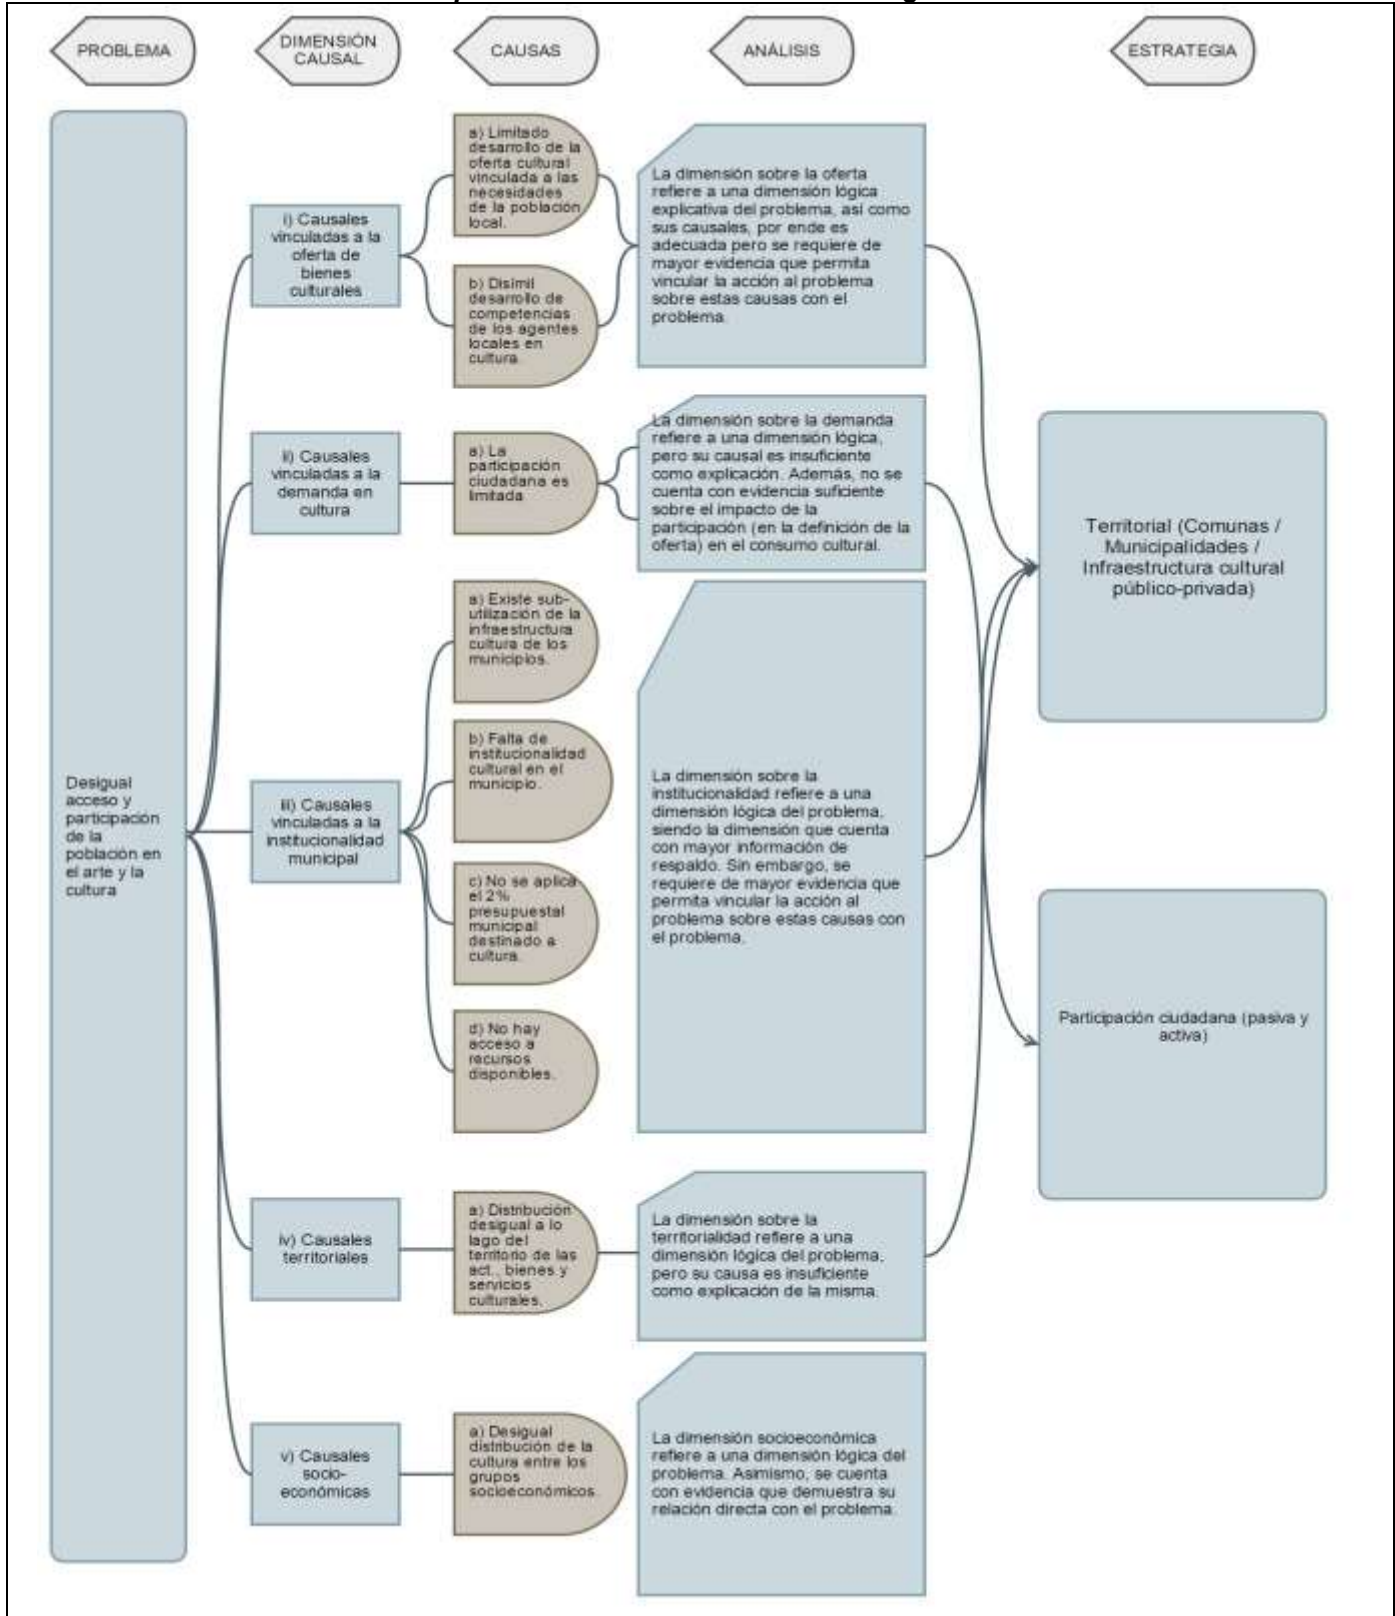 PROBLEMA
DIMENSIÓN
CAUSAL
CAUSAS
ANÁLISIS
ESTRATEGIA
Desigual
acceso y
participación
de la
población en
el arte y la
cultura
i) Causales
vinculadas a la
oferta de
bienes
culturales
a) Limitado
desarrollo de la
oferta cultural
vinculada a las
necesidades
de la población
local.
b) Disímil
desarrollo de
competencias
de los agentes
locales en
cultura.
La dimensión sobre la oferta
refiere a una dimensión lógica
explicativa del problema, así como
sus causales, por ende es
adecuada pero se requiere de
mayor evidencia que permita
vincular la acción al problema
sobre estas causas con el
problema.
ii) Causales
vinculadas a la
demanda en
cultura
a) La
participación
ciudadana es
limitada
La dimensión sobre la demanda
refiere a una dimensión lógica,
pero su causal es insuficiente
como explicación. Además, no se
cuenta con evidencia suficiente
sobre el impacto de la
participación (en la definición de la
oferta) en el consumo cultural.
iii) Causales
vinculadas a la
institucionalidad
municipal
a) Existe sub-
utilización de la
infraestructura
cultura de los
municipios.
b) Falta de
institucionalidad
cultural en el
municipio.
c) No se aplica
el 2%
presupuestal
municipal
destinado a
cultura.
d) No hay
acceso a
recursos
disponibles.
La dimensión sobre la
institucionalidad refiere a una
dimensión lógica del problema,
siendo la dimensión que cuenta
con mayor información de
respaldo. Sin embargo, se
requiere de mayor evidencia que
permita vincular la acción al
problema sobre estas causas con
el problema.
iv) Causales
territoriales
a) Distribución
desigual a lo
lago del
territorio de las
act., bienes y
servicios
culturales.
La dimensión sobre la
territorialidad refiere a una
dimensión lógica del problema,
pero su causa es insuficiente
como explicación de la misma.
v) Causales
socio-
económicas
a) Desigual
distribución de la
cultura entre los
grupos
socioeconómicos.
La dimensión socioeconómica
refiere a una dimensión lógica del
problema. Asimismo, se cuenta
con evidencia que demuestra su
relación directa con el problema.
Territorial (Comunas /
Municipalidades /
Infraestructura cultural
público-privada)
Participación ciudadana (pasiva y
activa)